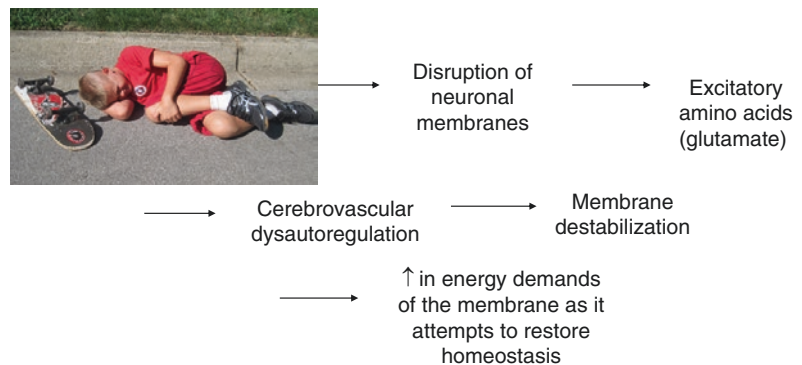 Disruption of
neuronal
membranes
Excitatory
amino acids
(glutamate)
Cerebrovascular
dysautoregulation
Membrane
destabilization
↑ in energy demands
of the membrane as it
attempts to restore
homeostasis